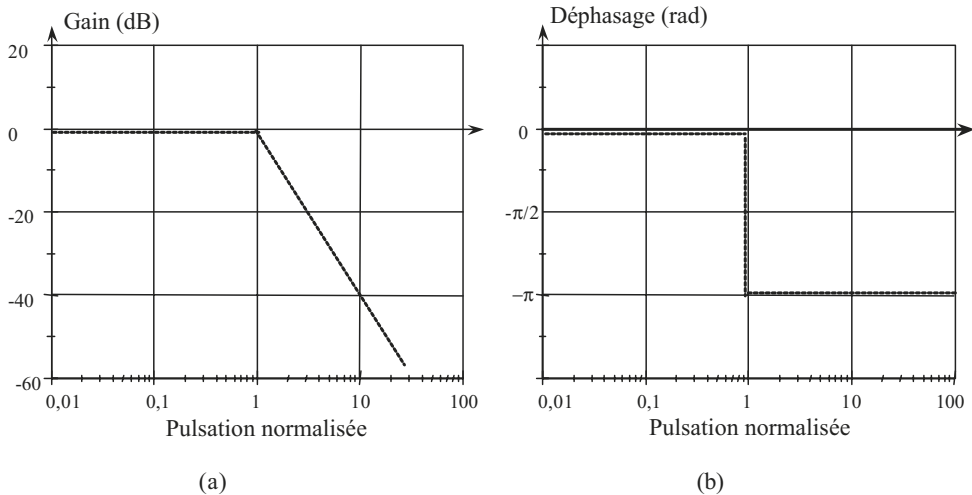 Gain (dB)
20
0
-20
-40
-60
0,01 0,1 1 10 100
Pulsation normalisée
(a)
Déphasage (rad)
0
-π/2
−π
0,01 0,1 1 10 100
Pulsation normalisée
(b)